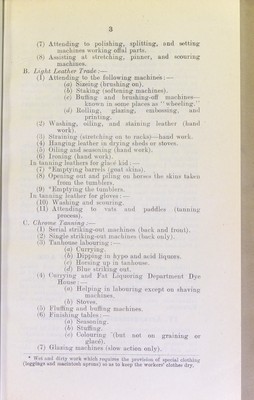 3
(7) Attending to polishing, splitting, and setting
machines working offal parts.
(8) Assisting at stretching, pinner, and scouring
machines.
B. Light Leather Trade:—
(1) Attending to the following machines:—
(a) Sizeing (brushing on).
(b) Staking (softening machines).
(c) Buffing and brushing-off machines—
known in some places as "wheeling."
(d) Rolling, glazing, embossing, and
printing.
(2) Washing, oiling, and staining leather (hand
work).
(3) Straining (stretching on to racks)—hand work.
(4) Hanging leather in drying sheds or stoves.
(5) Oiling and seasoning (hand work).
(6) Ironing (hand work).
In tanning leathers for glacé kid:—
(7) *Emptying barrels (goat skins).
(8) Opening out and piling on horses the skins taken
from the tumblers.
(9) *Emptying the tumblers.
In tanning leather for gloves:—
(10) Washing and scouring.
(11) Attending to vats and paddles (tanning
process).
C. Chrome Tanning:—
(1) Serial striking-out machines (back and front).
(2) Single striking-out machines (back only).
(3) Tanhouse labouring:—
(a) Currying.
(b) Dipping in hypo and acid liquors.
(c) Horsing up in tanhouse.
(d) Blue striking out.
(4) Currying and Fat Liquoring Department Dye
House:—
(a) Helping in labouring except on shaving
machines.
(b) Stoves.
(5) Fluffing and buffing machines.
(6) Finishing tables:—
(a) Seasoning.
(b) Stuffing.
(c) Colouring (but not on graining or
glacé).
(7) Glazing machines (slow action only).
* Wet and dirty work which requires the provision of special clothing
(leggings and mackintosh aprons) so as to keep the workers' clothes dry.